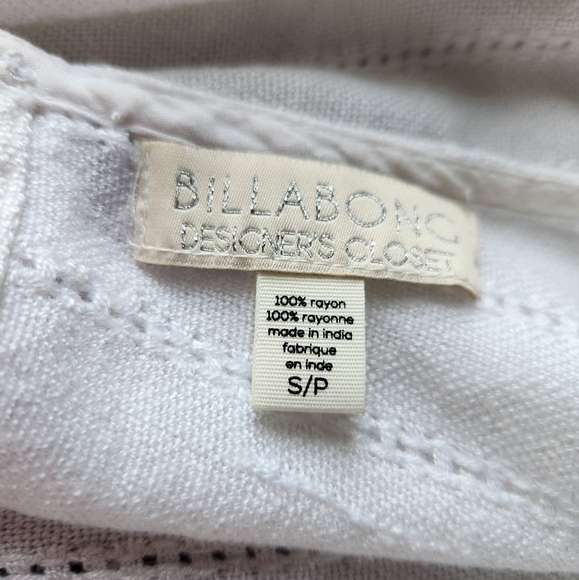 BILLABONG
DESIGNER'S CLOSET
100% rayon
100% rayonne
made in india
fabrique
en inde
S/P